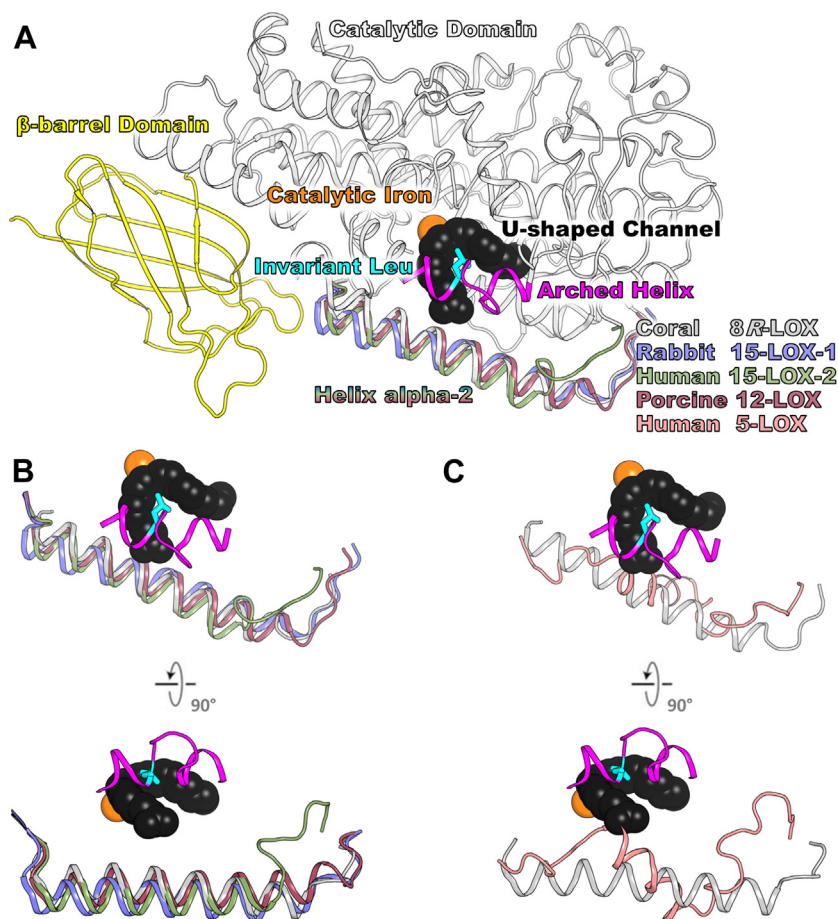 A
Catalytic Domain
β-barrel Domain
Catalytic Iron
U-shaped Channel
Invariant Leu
Arched Helix
Coral 8R-LOX
Rabbit 15-LOX-1
Human 15-LOX-2
Porcine 12-LOX
Human 5-LOX
Helix alpha-2
B
C
90°
90°